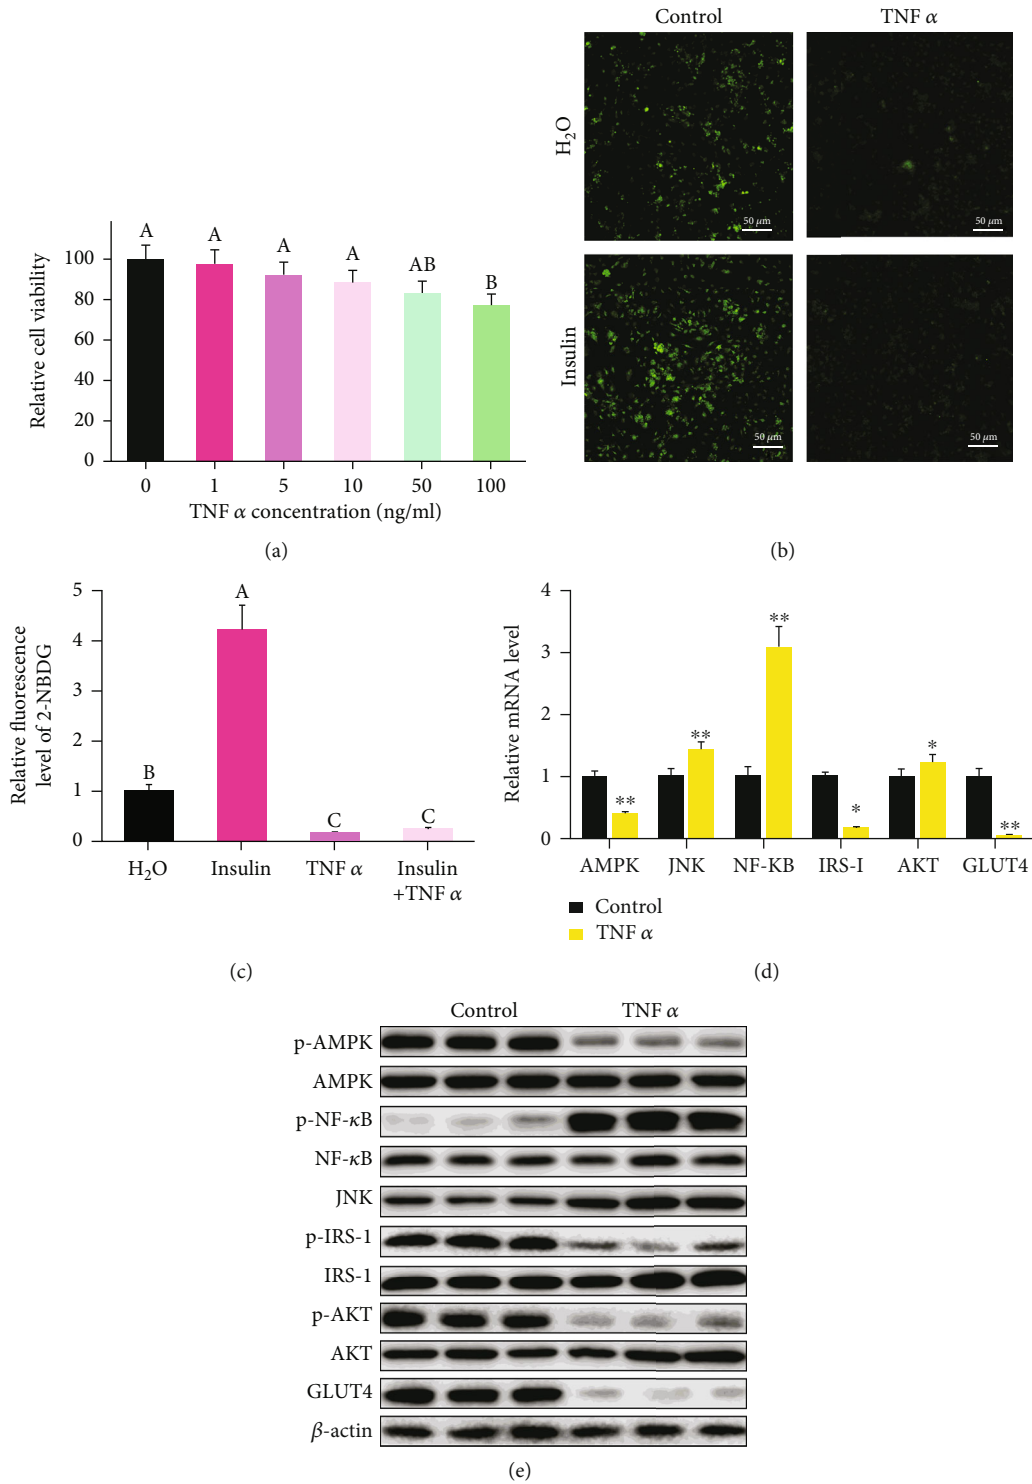 Control TNF α
H₂O
50 μm 50 μm
Insulin
50 μm 50 μm
(b)
Relative cell viability
100
80
60
40
20
0
A A A A AB B
0 1 5 10 50 100
TNF α concentration (ng/ml)
(a)
Relative fluorescence
level of 2-NBDG
5
4
3
2
1
0
B A C C
H₂O Insulin TNF α Insulin
+TNF α
(c)
Relative mRNA level
4
3
2
1
0
** ** ** * * **
AMPK JNK NF-KB IRS-I AKT GLUT4
Control
TNF α
(d)
Control TNF α
p-AMPK
AMPK
p-NF-κB
NF-κB
JNK
p-IRS-1
IRS-1
p-AKT
AKT
GLUT4
β-actin
(e)